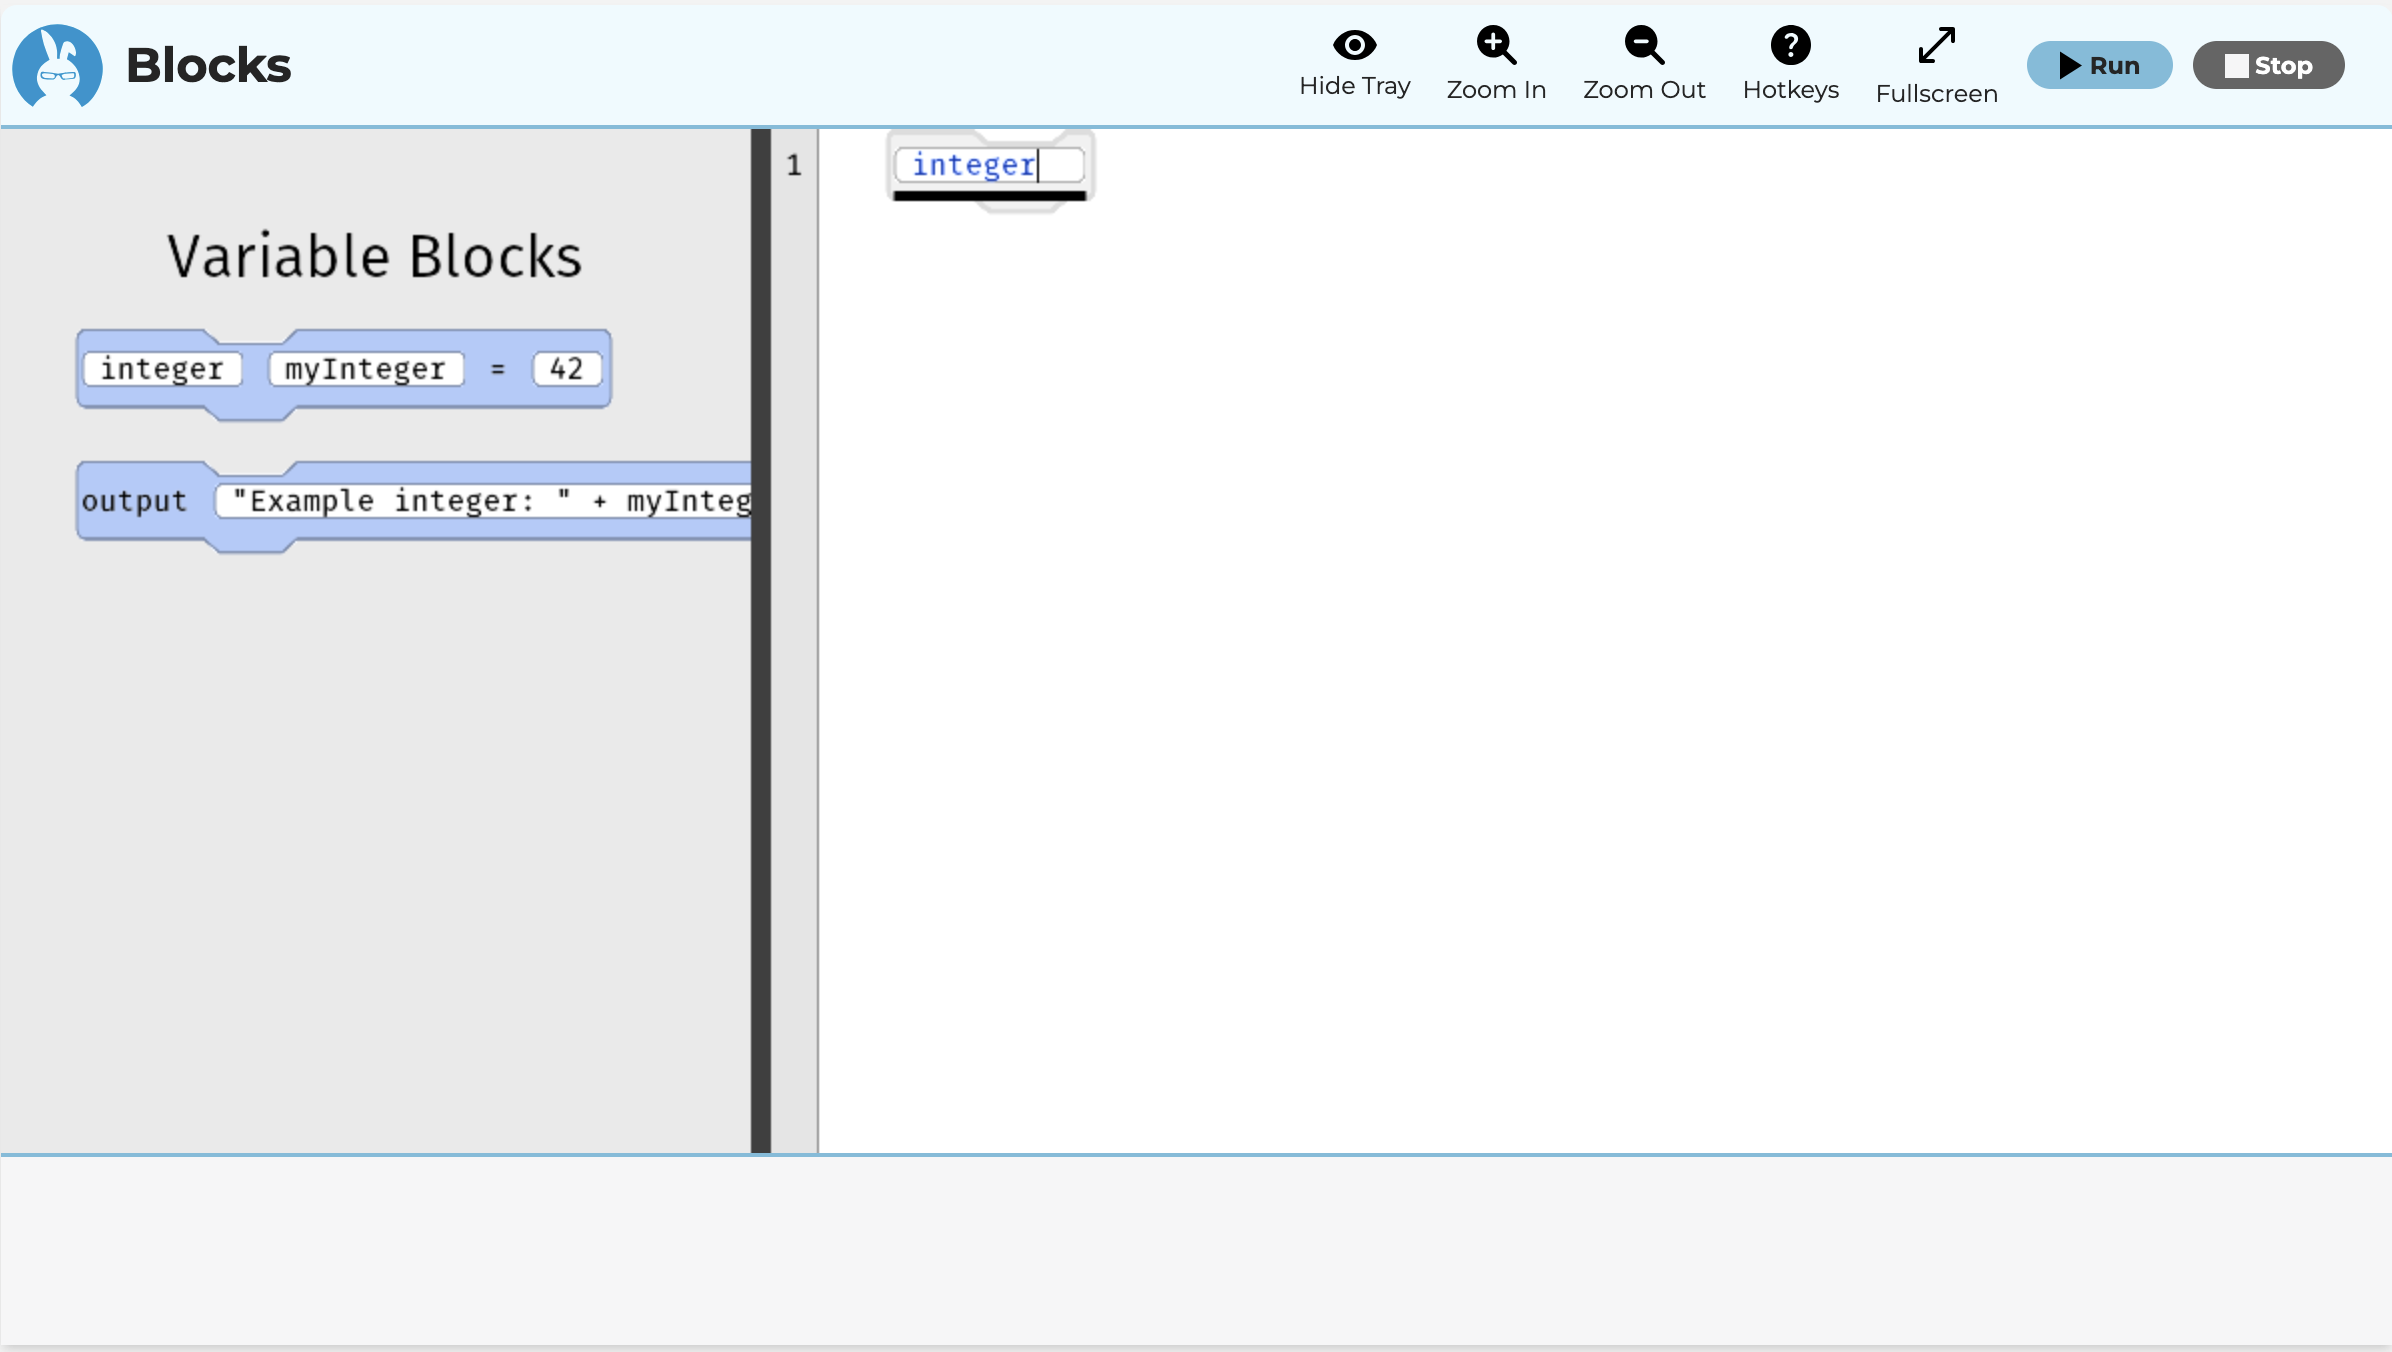 Blocks
Hide Tray
Zoom In
Zoom Out
Hotkeys
Fullscreen
Run
Stop
Variable Blocks
integer myInteger = 42
output "Example integer: " + myInteg
1 integer